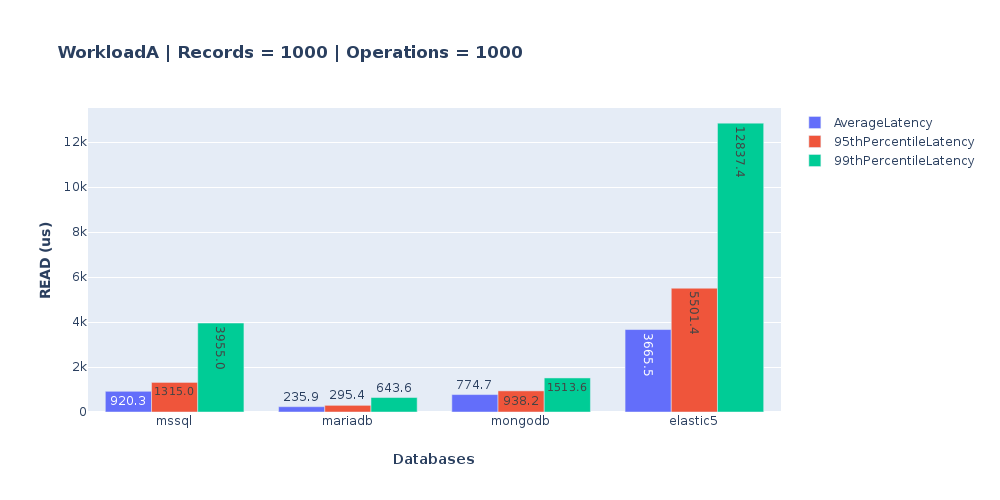 WorkloadA | Records = 1000 | Operations = 1000
AverageLatency
95thPercentileLatency
99thPercentileLatency
READ (us)
12k
10k
8k
6k
4k
2k
0
920.3
1315.0
3955.0
235.9
295.4
643.6
774.7
938.2
1513.6
3665.5
5501.4
12837.4
mssql
mariadb
mongodb
elastic5
Databases